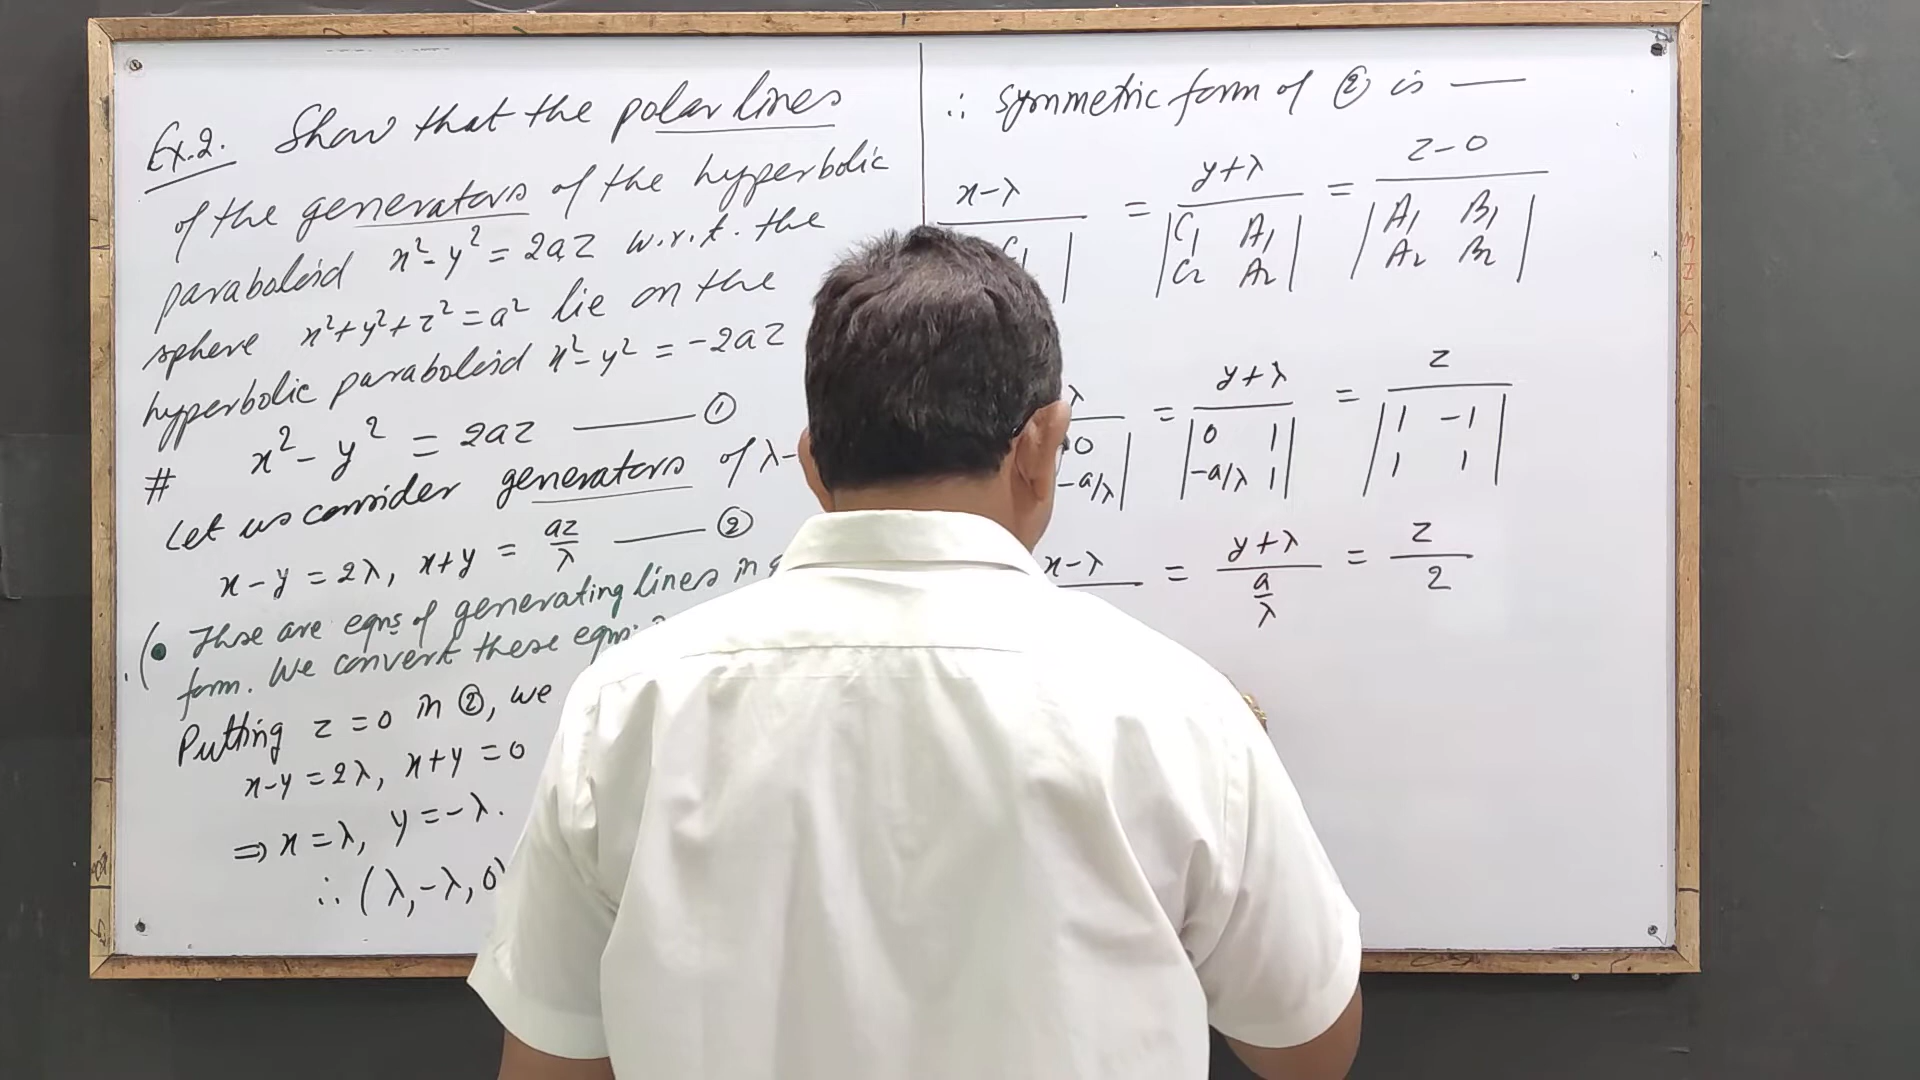 Ex.2. Show that the polar lines
of the generators of the hyperbolic
paraboloid x²-y² = 2az w.r.t. the
sphere x²+y²+z²=a² lie on the
hyperbolic paraboloid x²-y² = -2az
# x²-y² = 2az —— ①
Let us consider generators of λ-
x-y = 2λ, x+y = az/λ —— ②
(• These are eqns of generating lines in
form. We convert these eqns.
Putting z=0 in ②, we
x-y = 2λ, x+y = 0
⇒ x=λ, y=-λ.
∴ (λ,-λ,0)
∴ symmetric form of ② is ——
x-λ = y+λ / |C₁ A₁| = z-0 / |A₁ B₁|
C₁| |C₂ A₂| |A₂ B₂|
λ = y+λ / |0 1| = z / |1 -1|
0 |
-a/λ| |-a/λ 1| |1 1|
x-λ = y+λ / (a/λ) = z/2